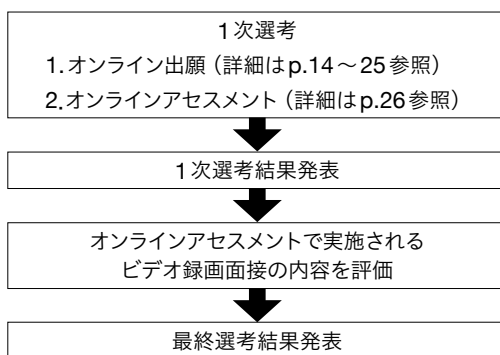 1次選考
1.オンライン出願（詳細はp.14～25参照）
2.オンラインアセスメント（詳細はp.26参照）
1次選考結果発表
オンラインアセスメントで実施される
ビデオ録画面接の内容を評価
最終選考結果発表